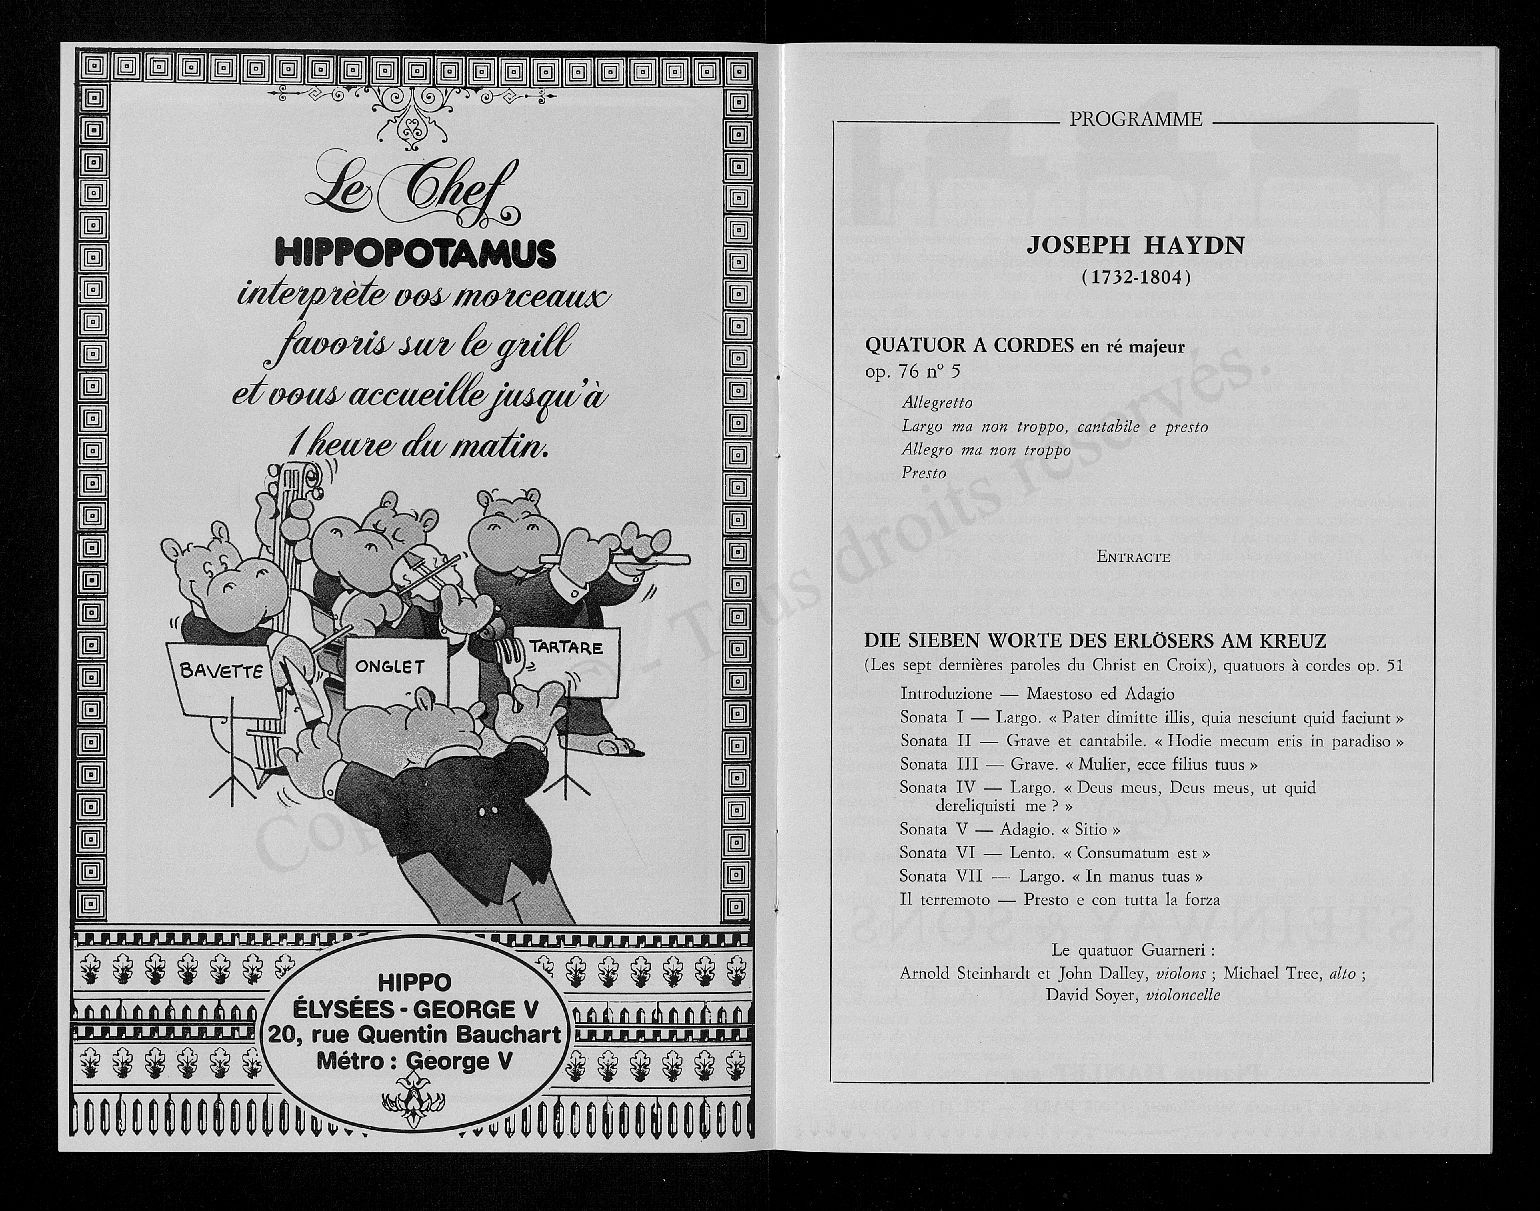 Le Chef
HIPPOPOTAMUS
interprète vos morceaux
favoris sur le grill
et vous accueille jusqu'à
1 heure du matin.
BAVETTE
ONGLET
TARTARE
HIPPO
ÉLYSÉES - GEORGE V
20, rue Quentin Bauchart
Métro : George V
PROGRAMME
JOSEPH HAYDN
(1732-1804)
QUATUOR A CORDES en ré majeur
op. 76 n° 5
Allegretto
Largo ma non troppo, cantabile e presto
Allegro ma non troppo
Presto
ENTRACTE
DIE SIEBEN WORTE DES ERLÖSERS AM KREUZ
(Les sept dernières paroles du Christ en Croix), quatuors à cordes op. 51
Introduzione — Maestoso ed Adagio
Sonata I — Largo. « Pater dimitte illis, quia nesciunt quid faciunt »
Sonata II — Grave et cantabile. « Hodie mecum eris in paradiso »
Sonata III — Grave. « Mulier, ecce filius tuus »
Sonata IV — Largo. « Deus meus, Deus meus, ut quid
dereliquisti me ? »
Sonata V — Adagio. « Sitio »
Sonata VI — Lento. « Consumatum est »
Sonata VII — Largo. « In manus tuas »
Il terremoto — Presto e con tutta la forza
Le quatuor Guarneri :
Arnold Steinhardt et John Dalley, violons ; Michael Tree, alto ;
David Soyer, violoncelle
© - Tous droits réservés.